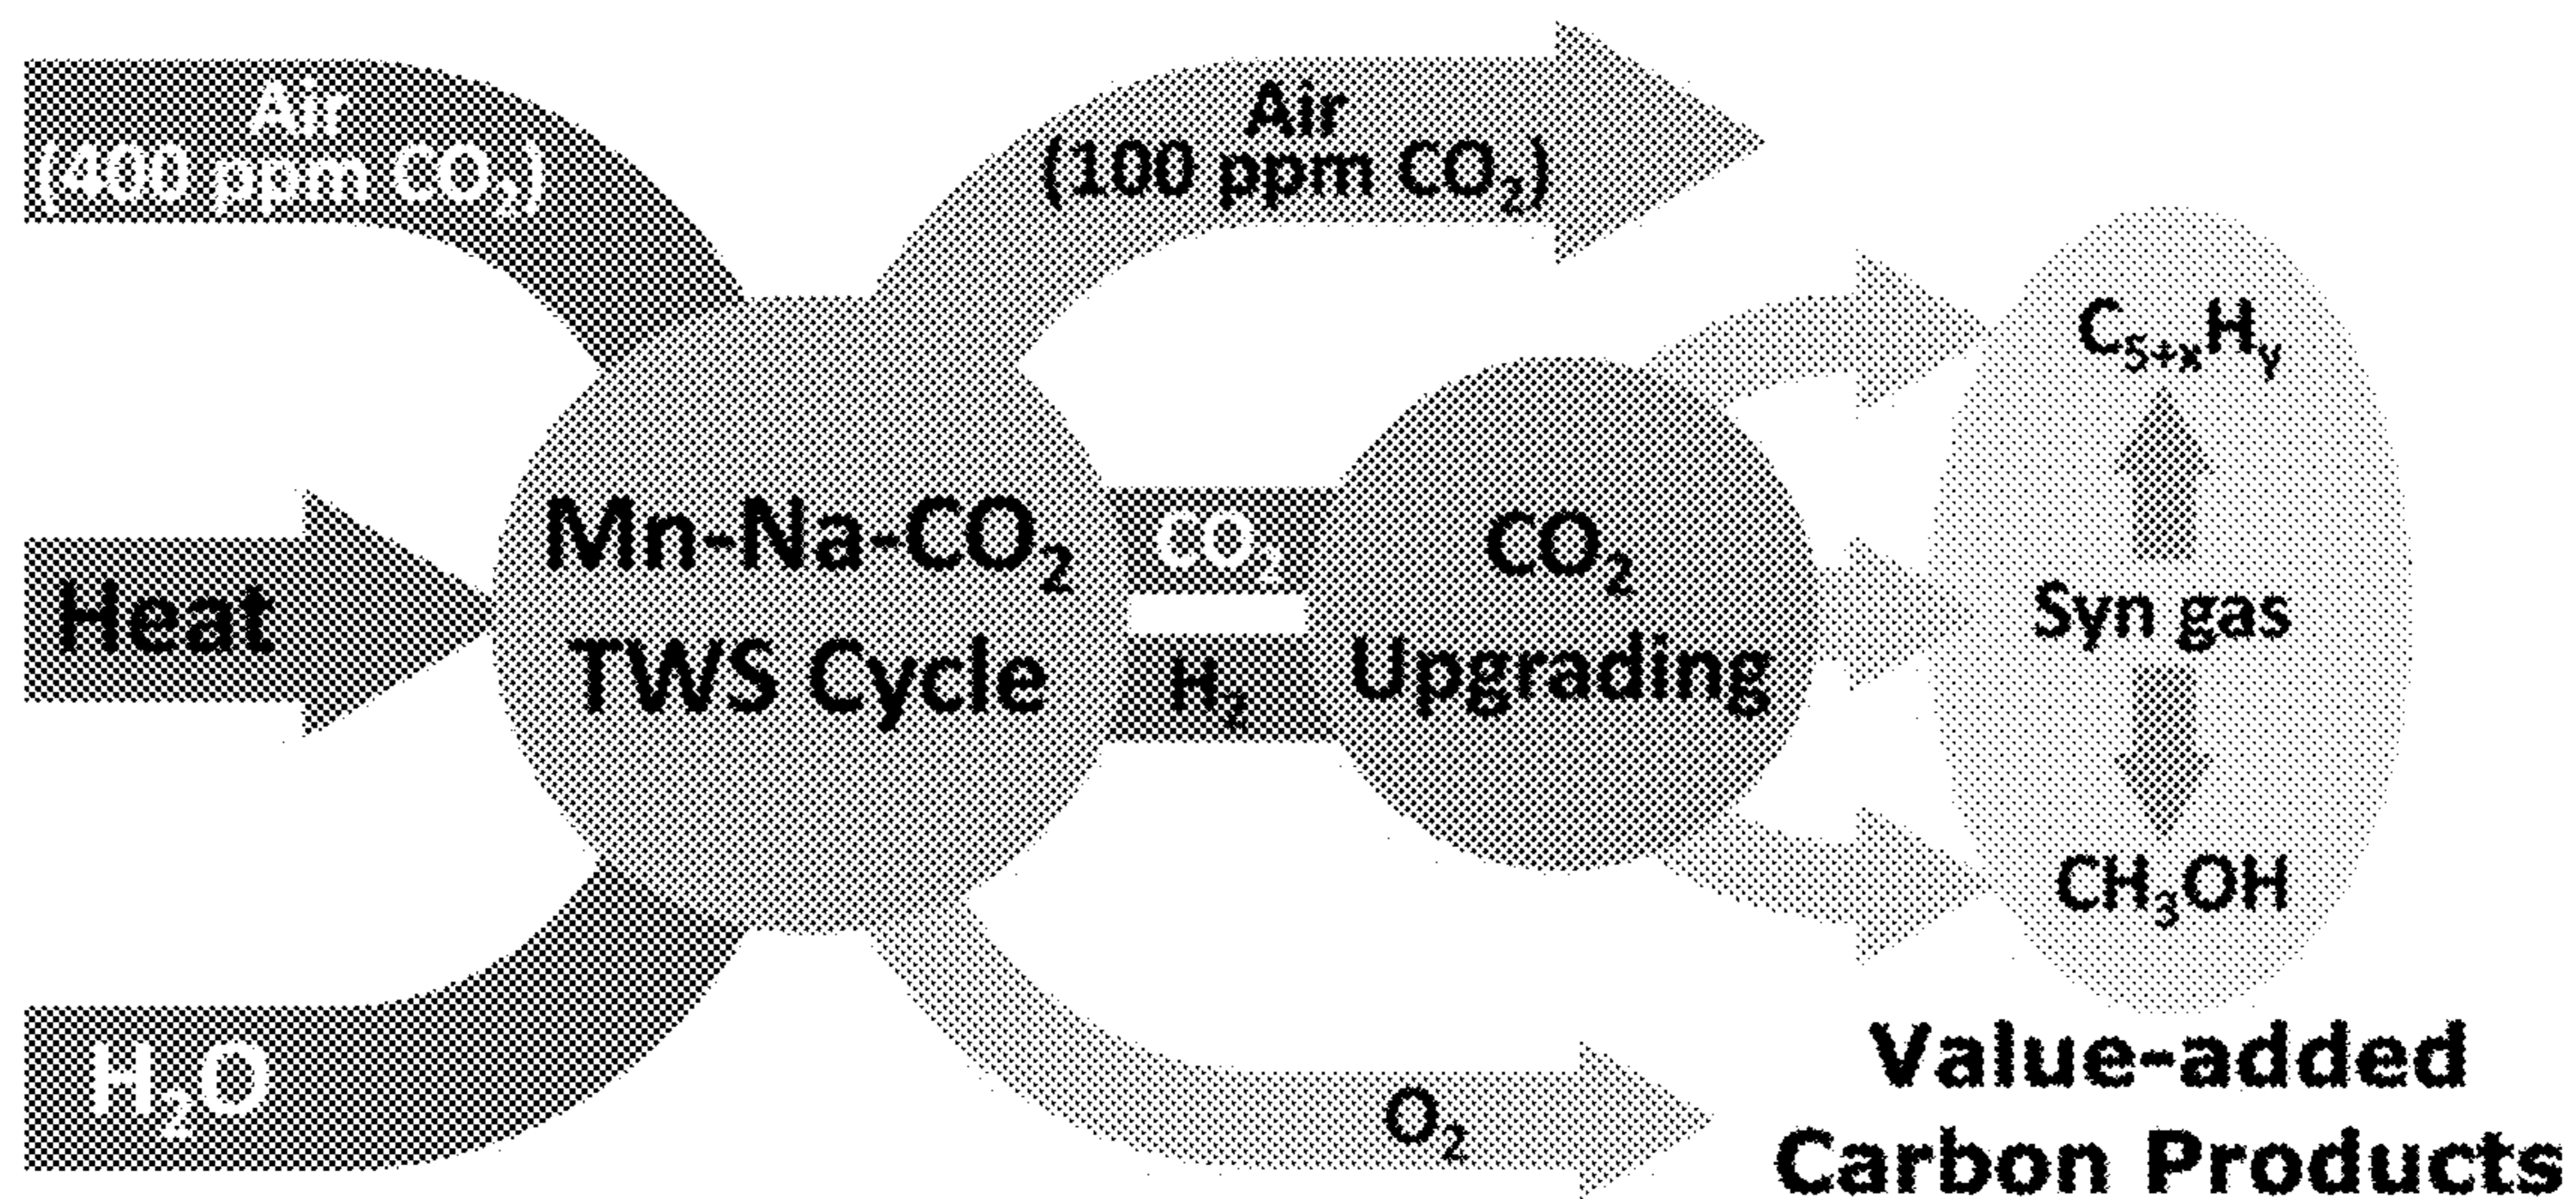 Air
(400 ppm CO₂)
Air
(100 ppm CO₂)
Heat
Mn-Na-CO₂
TWS Cycle
CO₂
H₂
CO₂
Upgrading
C₅₊ₓHᵧ
Syn gas
CH₃OH
H₂O
O₂
Value-added
Carbon Products